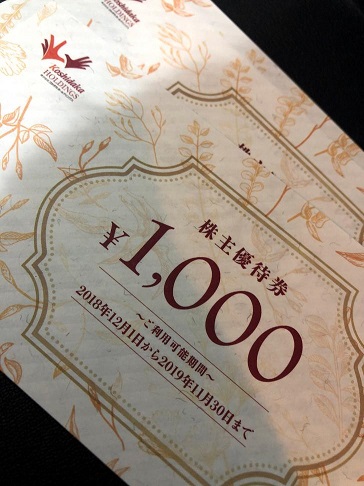 Koshidaka
HOLDINGS
株主優待券
¥1,000
～ご利用可能期間～
2018年12月1日から2019年11月30日まで